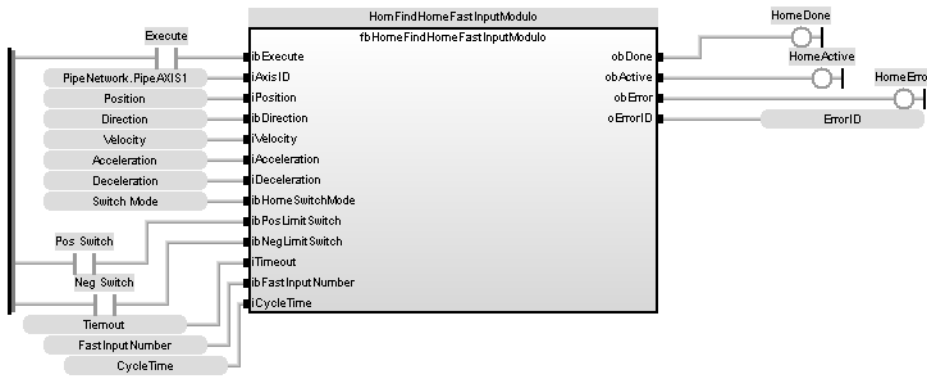 HomFindHomeFastInputModulo
fbHomeFindHomeFastInputModulo
HomeDone
Execute
ibExecute
obDone
HomeActive
PipeNetwork.PipeAXIS1
iAxisID
obActive
HomeErro
Position
iPosition
obError
Direction
ibDirection
oErrorID
ErrorID
Velocity
iVelocity
Acceleration
iAcceleration
Deceleration
iDeceleration
Switch Mode
ibHomeSwitchMode
ibPosLimitSwitch
Pos Switch
ibNegLimitSwitch
iTimeout
Neg Switch
ibFastInputNumber
iCycleTime
Tiemout
FastInputNumber
CycleTime